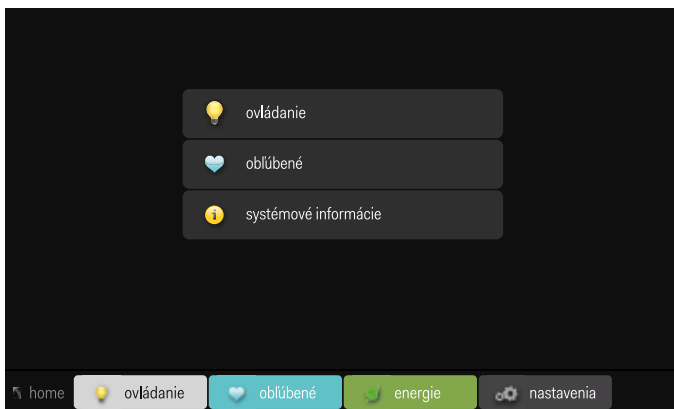 ovládanie
obľúbené
systémové informácie
home ovládanie obľúbené energie nastavenia